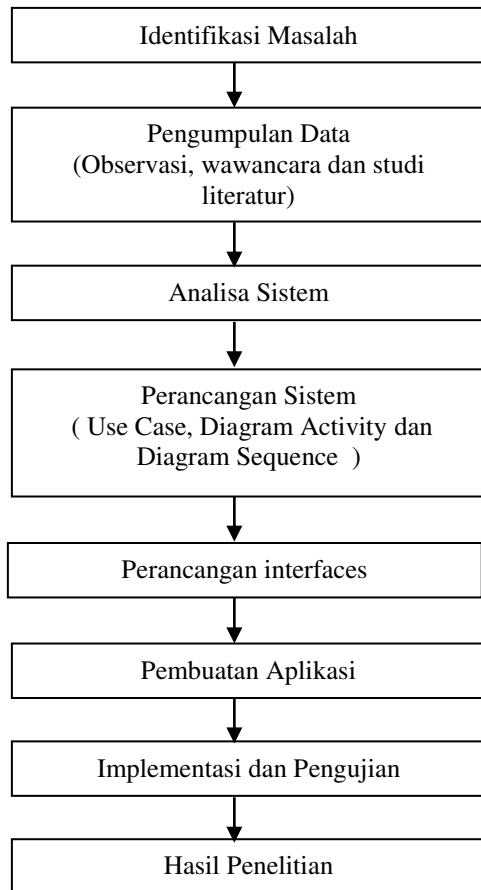 Identifikasi Masalah
Pengumpulan Data
(Observasi, wawancara dan studi
literatur)
Analisa Sistem
Perancangan Sistem
( Use Case, Diagram Activity dan
Diagram Sequence )
Perancangan interfaces
Pembuatan Aplikasi
Implementasi dan Pengujian
Hasil Penelitian